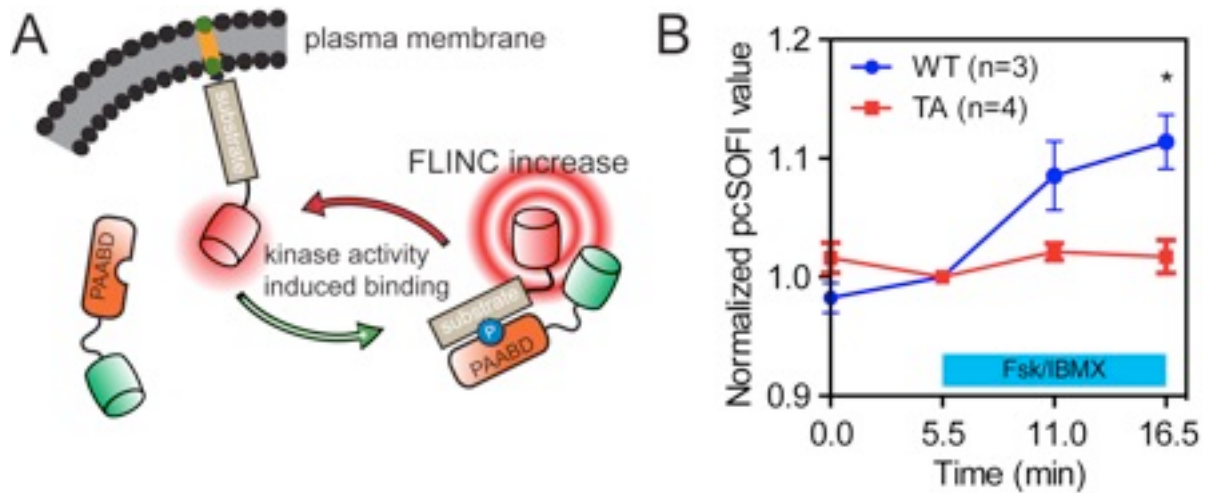 A
plasma membrane
substrate
FLINC increase
PAABD
kinase activity
induced binding
substrate
P
PAABD
B
Normalized pcSOFI value
1.2
1.1
1.0
0.9
WT (n=3)
TA (n=4)
*
Fsk/IBMX
0.0 5.5 11.0 16.5
Time (min)